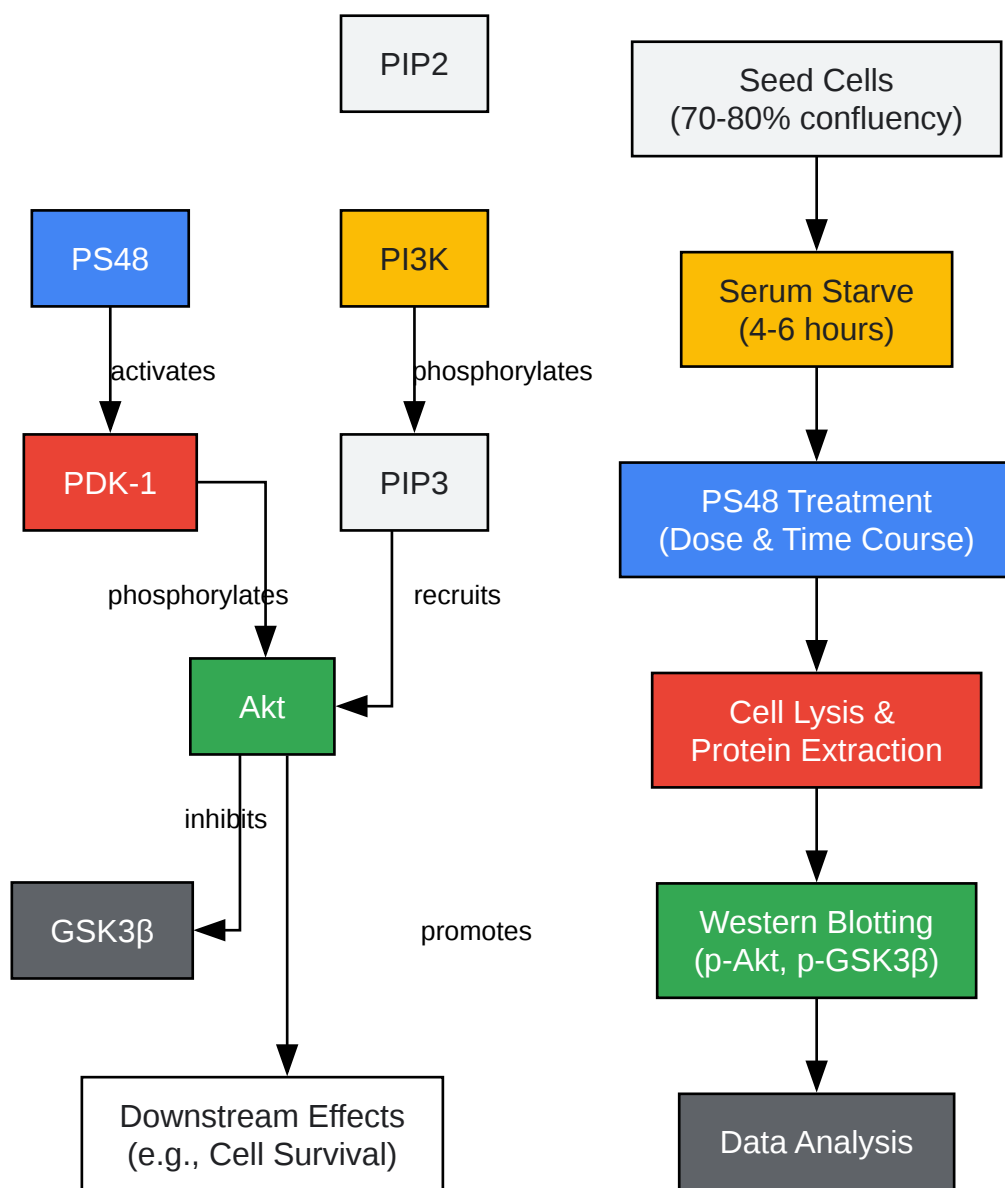 PIP2
PS48
PI3K
activates
phosphorylates
PDK-1
PIP3
phosphorylates
recruits
Akt
inhibits
GSK3β
promotes
Downstream Effects
(e.g., Cell Survival)
Seed Cells
(70-80% confluency)
Serum Starve
(4-6 hours)
PS48 Treatment
(Dose & Time Course)
Cell Lysis &
Protein Extraction
Western Blotting
(p-Akt, p-GSK3β)
Data Analysis